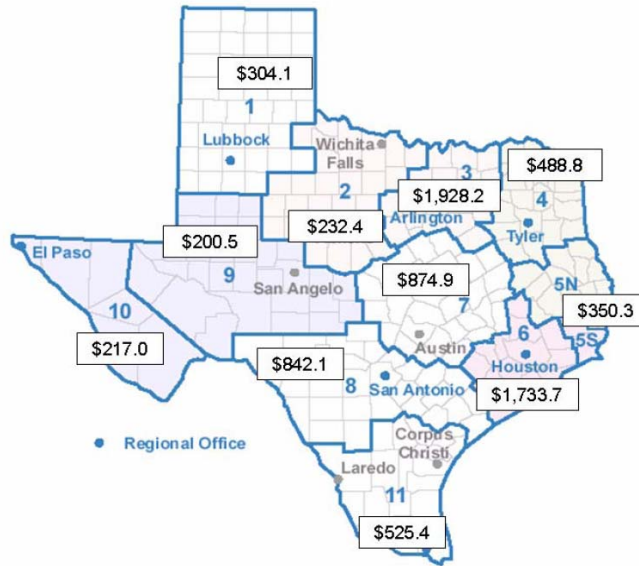 $304.1
1
Lubbock
Wichita
Falls
2
$232.4
3
$1,928.2
Arlington
$488.8
4
Tyler
$200.5
9
San Angelo
El Paso
10
$217.0
$874.9
7
Austin
5N
$350.3
5S
6
Houston
$1,733.7
$842.1
8
San Antonio
Regional Office
Corpus
Christi
Laredo
11
$525.4